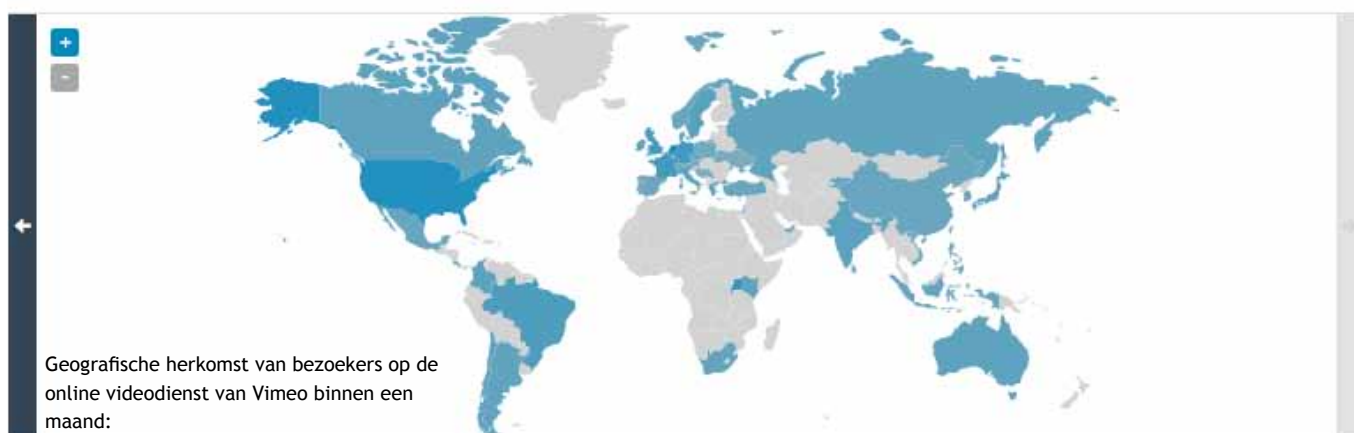 +
-
Geografische herkomst van bezoekers op de
online videodienst van Vimeo binnen een
maand: